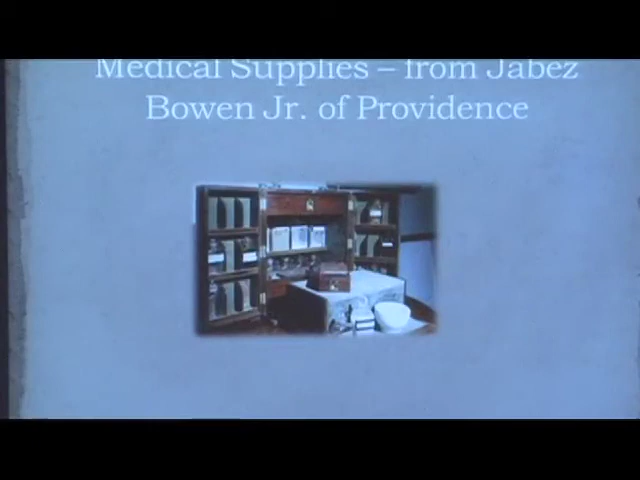 Medical Supplies – from Jabez
Bowen Jr. of Providence